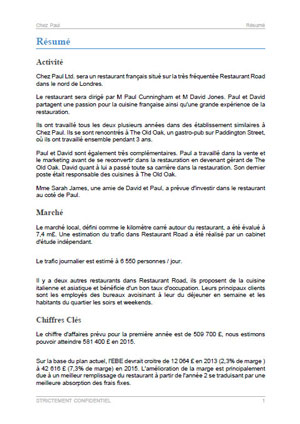 Chez Paul Résumé
Résumé
Activité
Chez Paul Ltd. sera un restaurant français situé sur la très fréquentée Restaurant Road
dans le nord de Londres.
Le restaurant sera dirigé par M Paul Cunningham et M David Jones. Paul et David
partagent une passion pour la cuisine française ainsi qu'une grande expérience de la
restauration.
Ils ont travaillé tous les deux plusieurs années dans des établissement similaires à
Chez Paul. Ils se sont rencontrés à The Old Oak, un gastro-pub sur Paddington Street,
où ils ont travaillé ensemble pendant 3 ans.
Paul et David sont également très complémentaires. Paul a travaillé dans la vente et
le marketing avant de se reconvertir dans la restauration en devenant gérant de The
Old Oak. David quant à lui a passé toute sa carrière dans la restauration. Son dernier
poste était responsable des cuisines à The Old Oak.
Mme Sarah James, une amie de David et Paul, a prévue d'investir dans le restaurant
au coté de Paul.
Marché
Le marché local, défini comme le kilomètre carré autour du restaurant, a été évalué à
7,4 m£. Une estimation du trafic dans Restaurant Road a été réalisé par un cabinet
d'étude indépendant.
Le trafic journalier est estimé à 6 550 personnes / jour.
Il y a deux autres restaurants dans Restaurant Road, ils proposent de la cuisine
italienne et asiatique et bénéficie d'un bon taux d'occupation. Leurs principaux clients
sont les employés des bureaux avoisinant à leur du déjeuner en semaine et les
habitants du quartier les soirs et weekends.
Chiffres Clés
Le chiffre d'affaires prévu pour la première année est de 509 700 £, nous estimons
pouvoir atteindre 581 400 £ en 2015.
Sur la base du plan actuel, l'EBE devrait croitre de 12 064 £ en 2013 (2,3% de marge )
à 42 616 £ (7,3% de marge) en 2015. L'amélioration de la marge est principalement
due à un meilleur remplissage du restaurant à partir de l'année 2 se traduisant par une
meilleure absorption des frais fixes.
STRICTEMENT CONFIDENTIEL 1